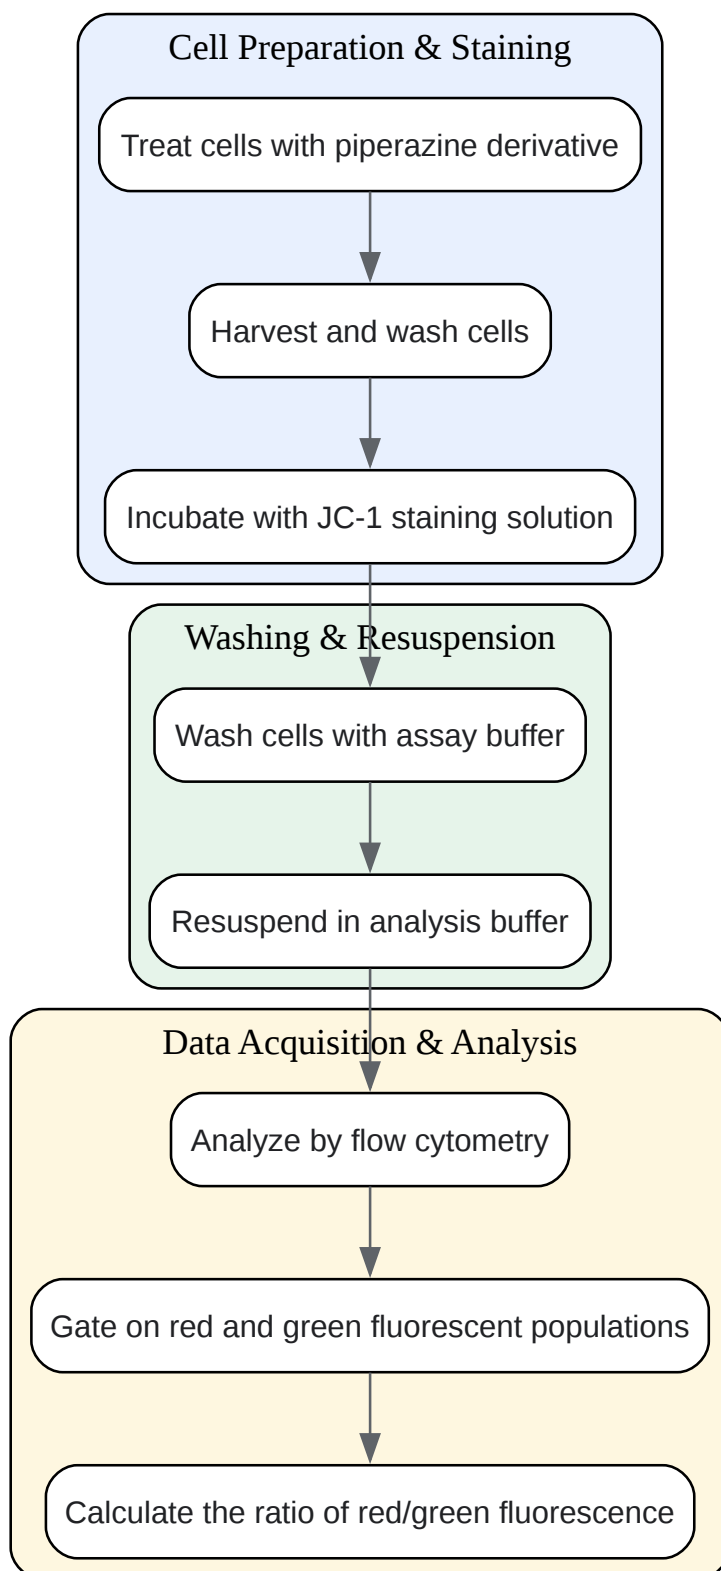 Cell Preparation & Staining
Treat cells with piperazine derivative
Harvest and wash cells
Incubate with JC-1 staining solution
Washing & Resuspension
Wash cells with assay buffer
Resuspend in analysis buffer
Data Acquisition & Analysis
Analyze by flow cytometry
Gate on red and green fluorescent populations
Calculate the ratio of red/green fluorescence